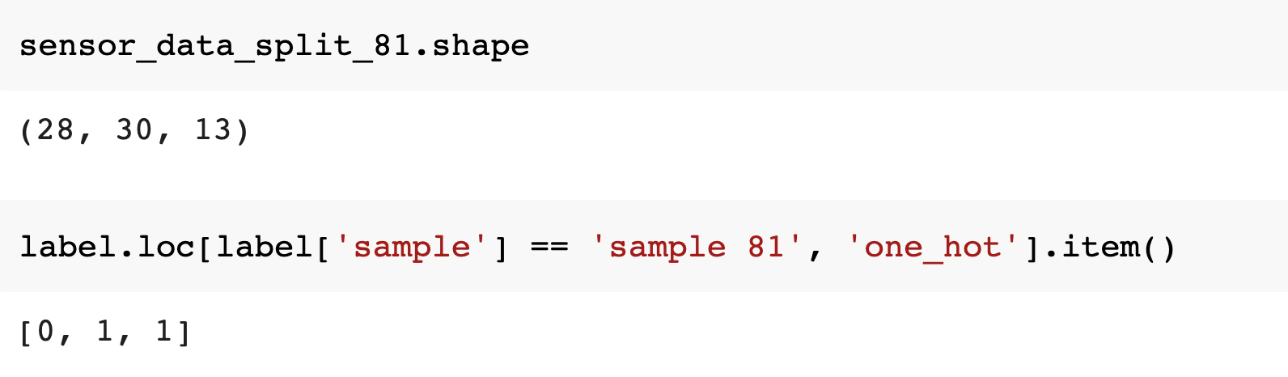 sensor_data_split_81.shape
(28, 30, 13)
label.loc[label['sample'] == 'sample 81', 'one_hot'].item()
[0, 1, 1]